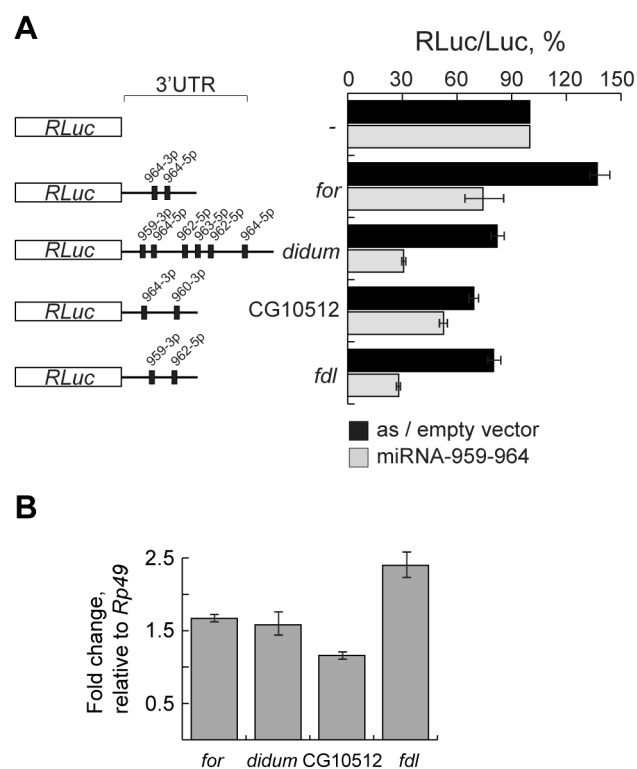 A
RLuc/Luc, %
0 30 60 90 120 150
3'UTR
RLuc
-
964-3p 964-5p
RLuc
for
959-3p 964-5p 962-5p 963-5p 962-5p 964-5p
RLuc
didum
964-3p 960-3p
RLuc
CG10512
959-3p 962-5p
RLuc
fdl
as / empty vector
miRNA-959-964
B
Fold change,
relative to Rp49
2.5
1.5
0.5
for didum CG10512 fdl